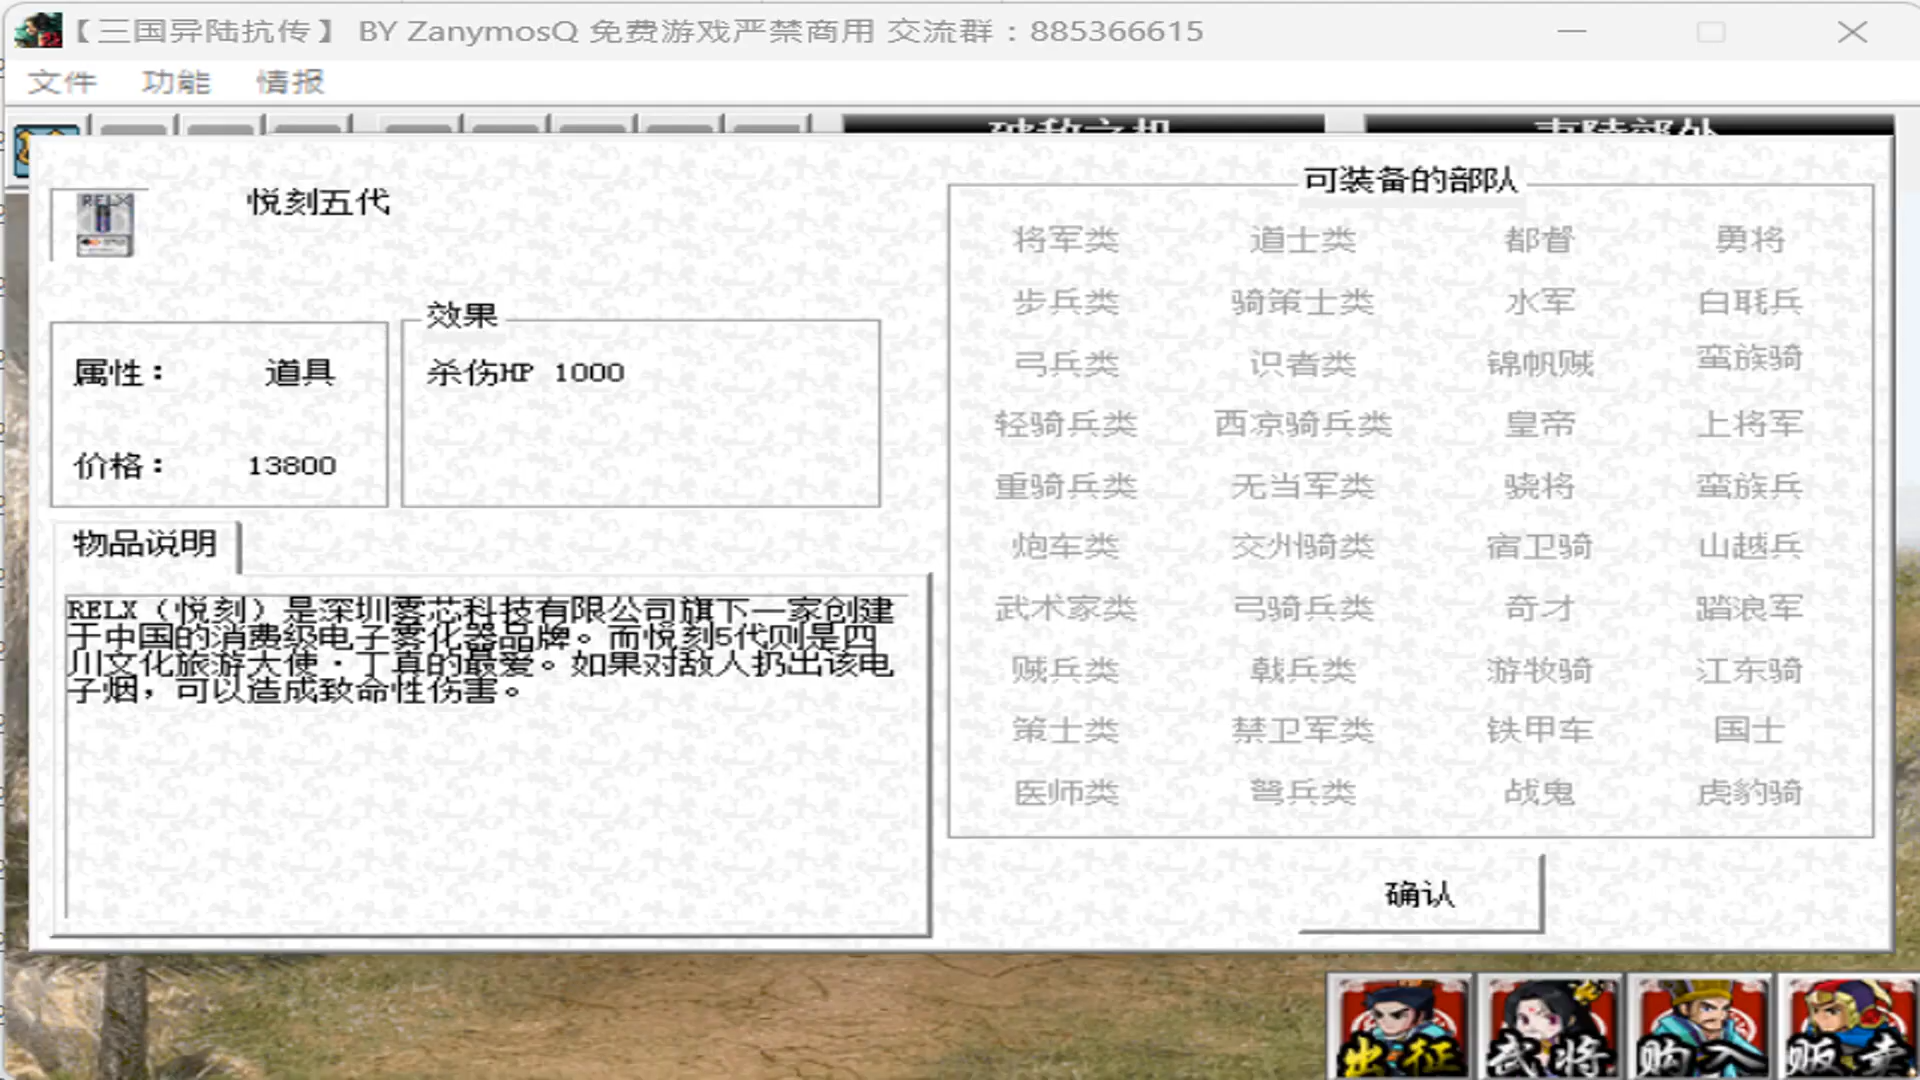 【三国异陆抗传】 BY ZanymosQ 免费游戏严禁商用 交流群：885366615
文件 功能 情报
破敌之机 夷陵郊外
RELX
悦刻五代
可装备的部队
将军类 道士类 都督 勇将
步兵类 骑策士类 水军 白毦兵
弓兵类 识者类 锦帆贼 蛮族骑
轻骑兵类 西凉骑兵类 皇帝 上将军
重骑兵类 无当军类 骁将 蛮族兵
炮车类 交州骑类 宿卫骑 山越兵
武术家类 弓骑兵类 奇才 踏浪军
贼兵类 戟兵类 游牧骑 江东骑
策士类 禁卫军类 铁甲车 国士
医师类 弩兵类 战鬼 虎豹骑
效果
属性： 道具
杀伤HP 1000
价格： 13800
物品说明
RELX（悦刻）是深圳雾芯科技有限公司旗下一家创建
于中国的消费级电子雾化器品牌。而悦刻5代则是四
川文化旅游大使·丁真的最爱。如果对敌人扔出该电
子烟，可以造成致命性伤害。
确认
出征 武将 购入 贩卖